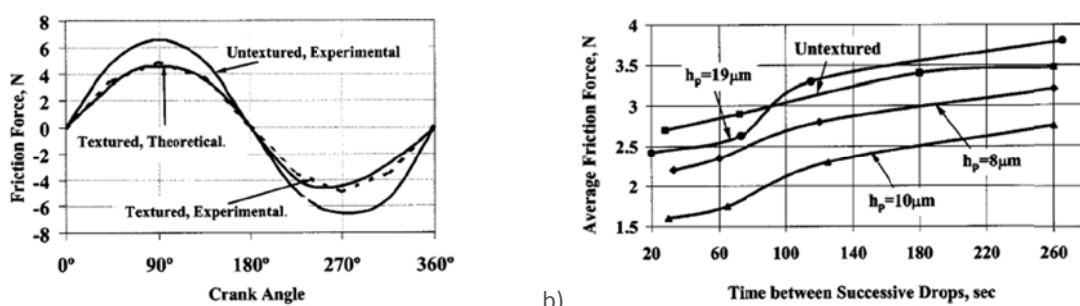 8
6
4
2
0
-2
-4
-6
-8
Friction Force, N
Untextured, Experimental
Textured, Theoretical.
Textured, Experimental.
0° 90° 180° 270° 360°
Crank Angle
b)
4
3.5
3
2.5
2
1.5
Average Friction Force, N
Untextured
hp=19μm
hp=8μm
hp=10μm
20 60 100 140 180 220 260
Time between Successive Drops, sec